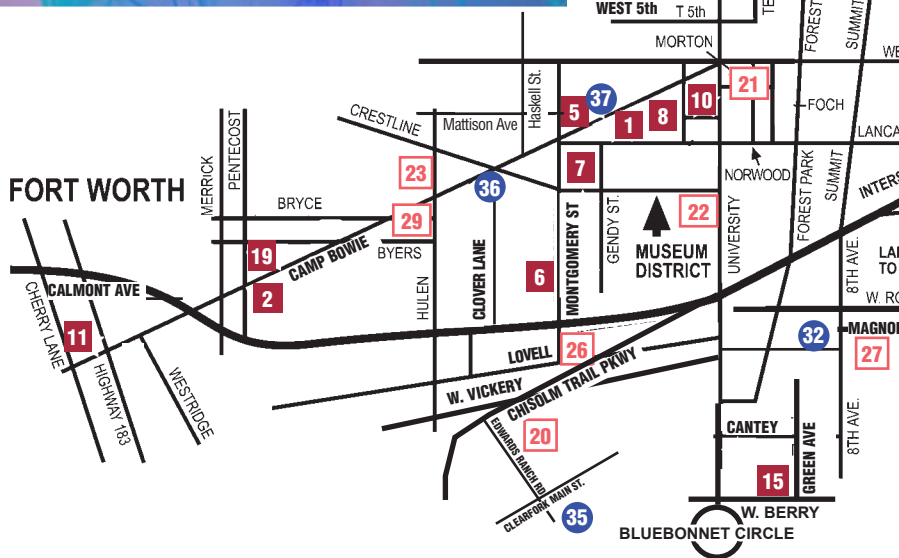 WEST 5th
T 5th
MORTON
FOREST
SUMMIT
WE
21
FOCH
Haskell St.
37
5
10
8
1
CRESTLINE
Mattison Ave
LANCA
MERRICK
PENTECOST
23
7
NORWOOD
FOREST PARK
SUMMIT
INTERS
FORT WORTH
36
BRYCE
29
22
GENDY ST.
UNIVERSITY
MUSEUM
DISTRICT
19
CAMP BOWIE
BYERS
CLOVER LANE
MONTGOMERY ST
6
HULEN
8TH AVE.
TO
CALMONT AVE
2
W. RO
CHERRY LANE
11
HIGHWAY 183
WESTRIDGE
LOVELL
26
32
MAGNOL
27
W. VICKERY
CHISOLM TRAIL PKWY
20
EDWARDS RANCH RD
CANTEY
GREEN AVE
8TH AVE.
15
CLEARFORK MAIN ST.
35
W. BERRY
BLUEBONNET CIRCLE